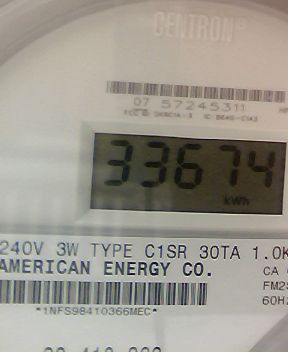 CENTRON
07 57245311
33674
kWh
240V 3W TYPE C1SR 30TA 1.0K
AMERICAN ENERGY CO.
CA
FM2S
60H
*1NFS98410366MEC*